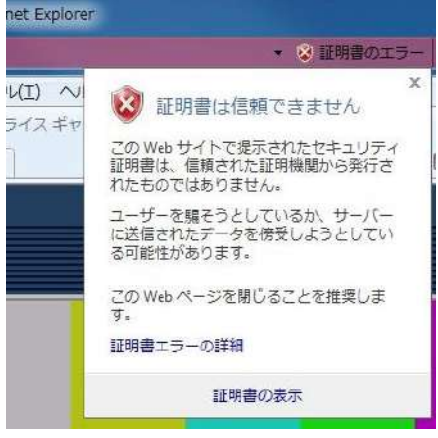 net Explorer
証明書のエラー
ル(I) ヘル
ライス ギャ
証明書は信頼できません
この Web サイトで提示されたセキュリティ
証明書は、信頼された証明機関から発行さ
れたものではありません。
ユーザーを騙そうとしているか、サーバー
に送信されたデータを傍受しようとしてい
る可能性があります。
この Web ページを閉じることを推奨しま
す。
証明書エラーの詳細
証明書の表示